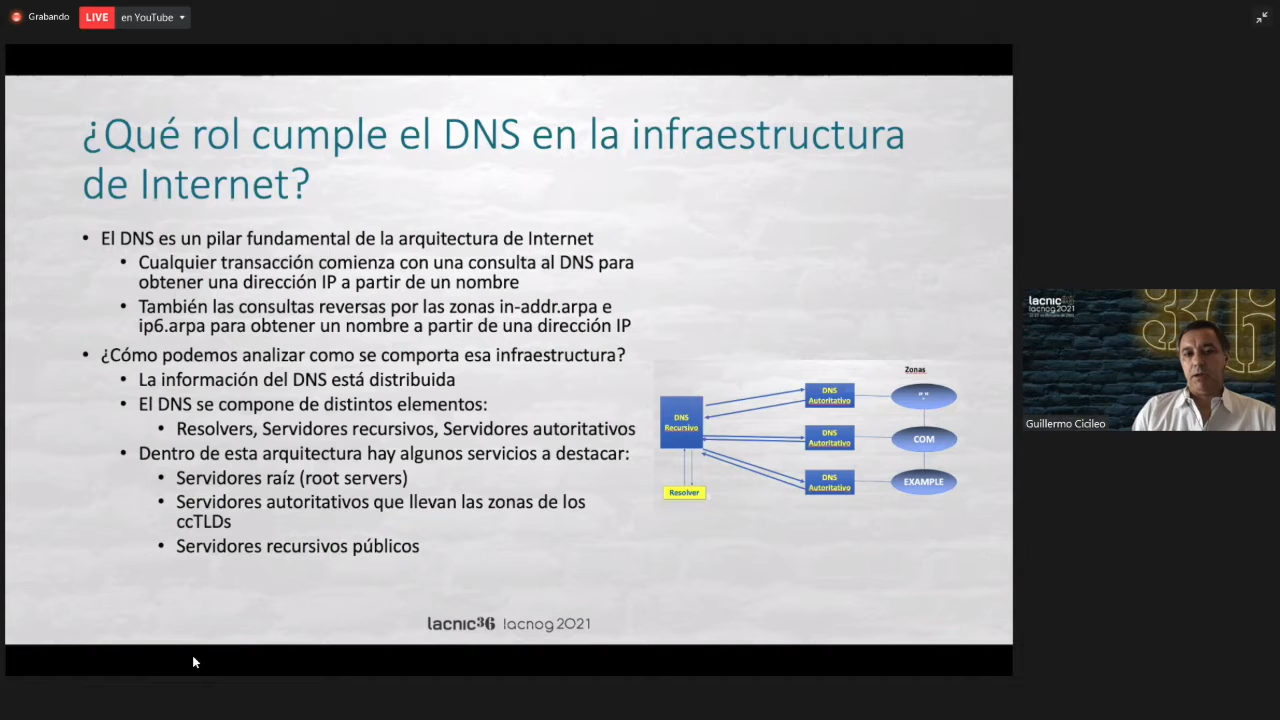 Grabando
LIVE
en YouTube
¿Qué rol cumple el DNS en la infraestructura
de Internet?
• El DNS es un pilar fundamental de la arquitectura de Internet
• Cualquier transacción comienza con una consulta al DNS para
obtener una dirección IP a partir de un nombre
• También las consultas reversas por las zonas in-addr.arpa e
ip6.arpa para obtener un nombre a partir de una dirección IP
• ¿Cómo podemos analizar como se comporta esa infraestructura?
• La información del DNS está distribuida
• El DNS se compone de distintos elementos:
• Resolvers, Servidores recursivos, Servidores autoritativos
• Dentro de esta arquitectura hay algunos servicios a destacar:
• Servidores raíz (root servers)
• Servidores autoritativos que llevan las zonas de los
ccTLDs
• Servidores recursivos públicos
Zonas
DNS
Recursivo
DNS
Autoritativo
"."
DNS
Autoritativo
COM
DNS
Autoritativo
EXAMPLE
Resolver
lacnic36 lacnog2021
lacnic36
lacnog2021
36
Guillermo Cicileo